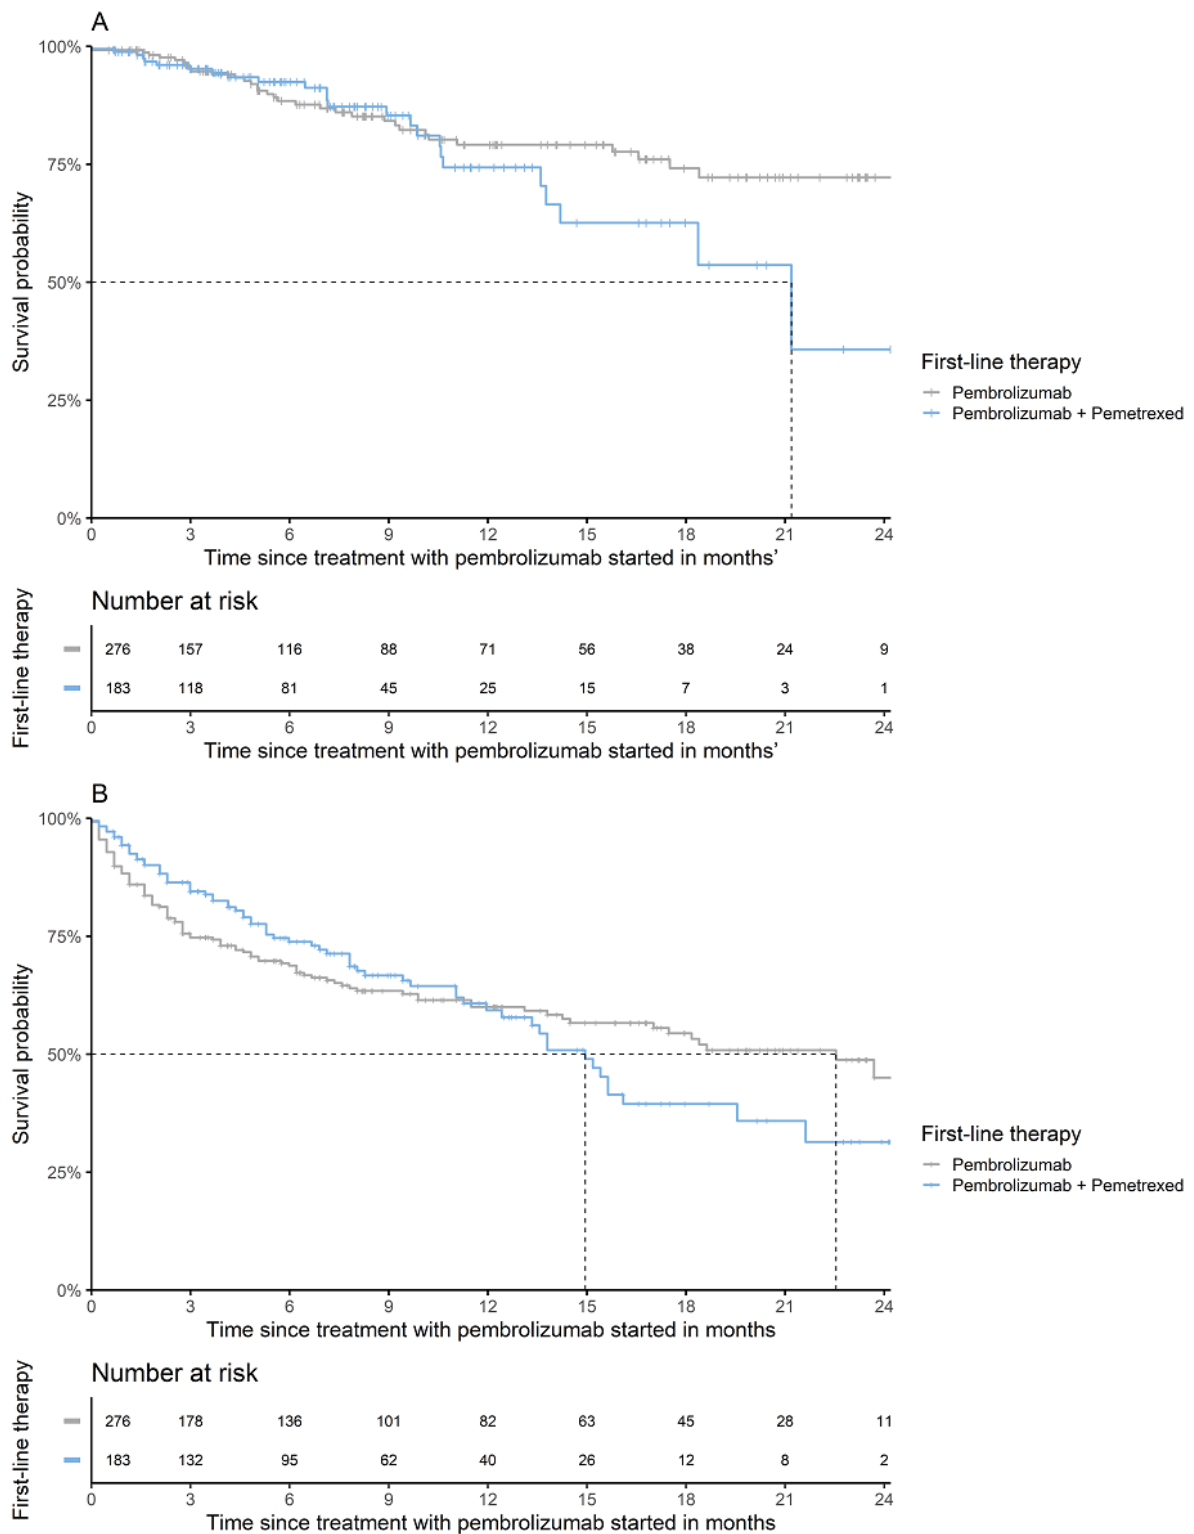 A
100%
75%
50%
25%
0%
Survival probability
0 3 6 9 12 15 18 21 24
Time since treatment with pembrolizumab started in months’
First-line therapy
Pembrolizumab
Pembrolizumab + Pemetrexed
Number at risk
First-line therapy
276 157 116 88 71 56 38 24 9
183 118 81 45 25 15 7 3 1
0 3 6 9 12 15 18 21 24
Time since treatment with pembrolizumab started in months’
B
100%
75%
50%
25%
0%
Survival probability
0 3 6 9 12 15 18 21 24
Time since treatment with pembrolizumab started in months
First-line therapy
Pembrolizumab
Pembrolizumab + Pemetrexed
Number at risk
First-line therapy
276 178 136 101 82 63 45 28 11
183 132 95 62 40 26 12 8 2
0 3 6 9 12 15 18 21 24
Time since treatment with pembrolizumab started in months